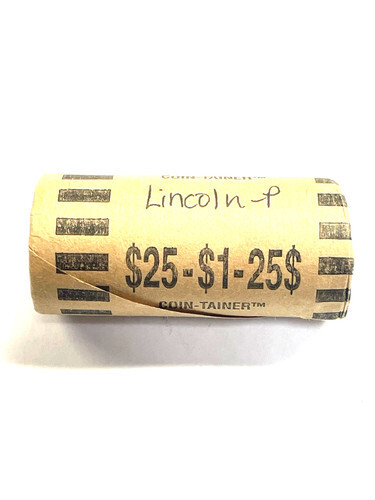 COIN-TAINER™
Lincoln-P
$25-$1-25$
COIN-TAINER™